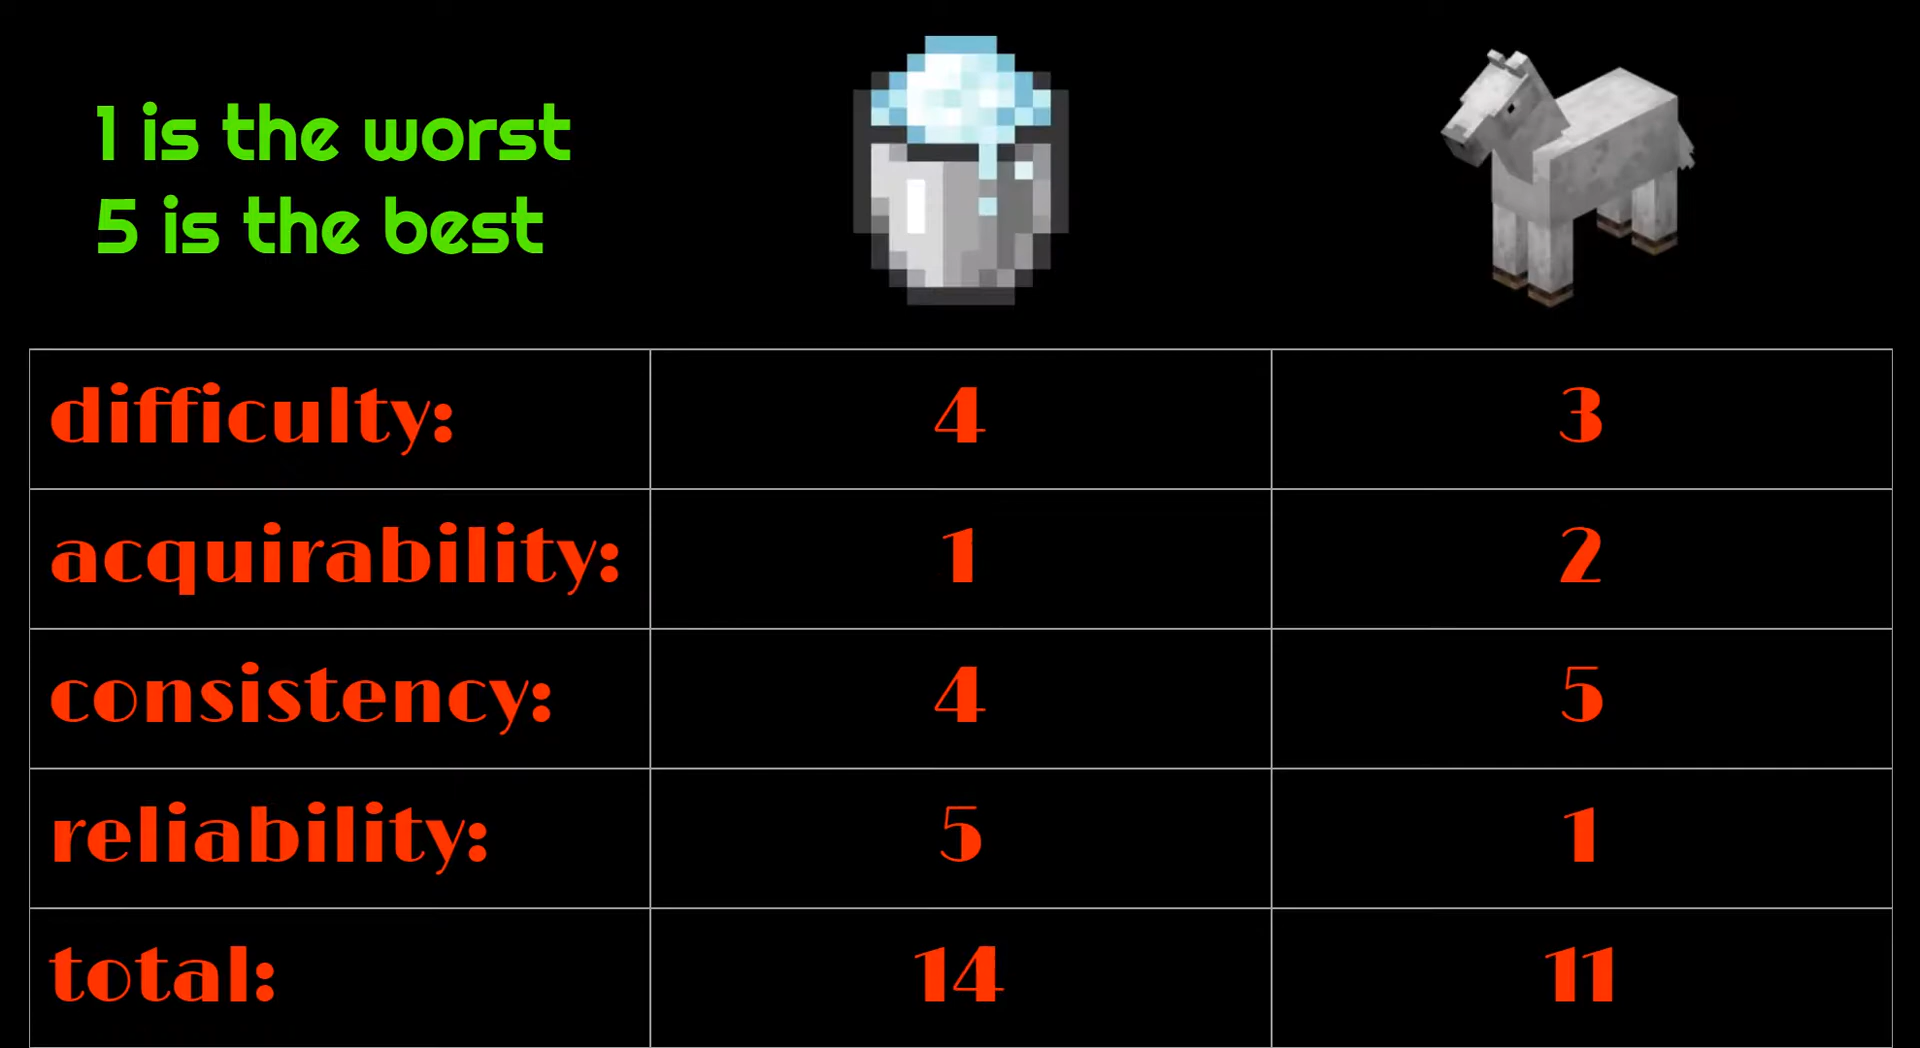 1 is the worst
5 is the best
difficulty: 4 3
acquirability: 1 2
consistency: 4 5
reliability: 5 1
total: 14 11